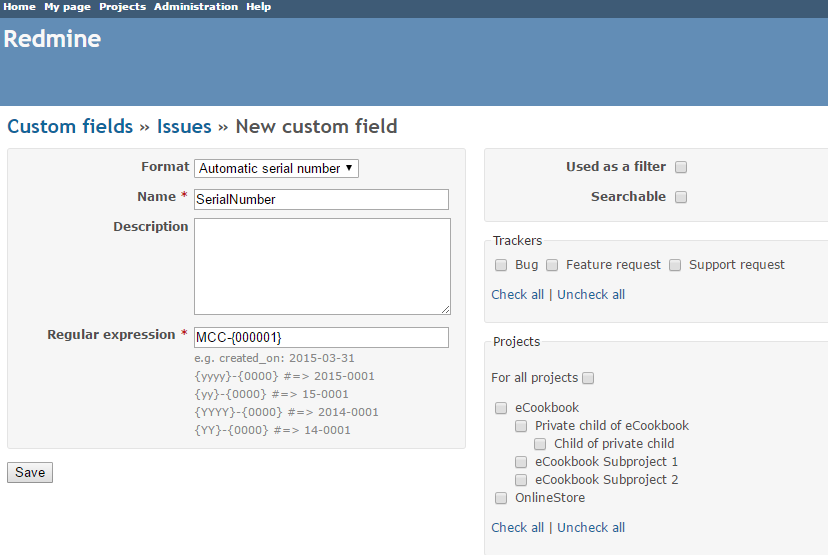 Home My page Projects Administration Help
Redmine
Custom fields » Issues » New custom field
Format Automatic serial number
Name * SerialNumber
Description
Regular expression * MCC-{000001}
e.g. created_on: 2015-03-31
{yyyy}-{0000} #=> 2015-0001
{yy}-{0000} #=> 15-0001
{YYYY}-{0000} #=> 2014-0001
{YY}-{0000} #=> 14-0001
Save
Used as a filter
Searchable
Trackers
Bug Feature request Support request
Check all | Uncheck all
Projects
For all projects
eCookbook
Private child of eCookbook
Child of private child
eCookbook Subproject 1
eCookbook Subproject 2
OnlineStore
Check all | Uncheck all